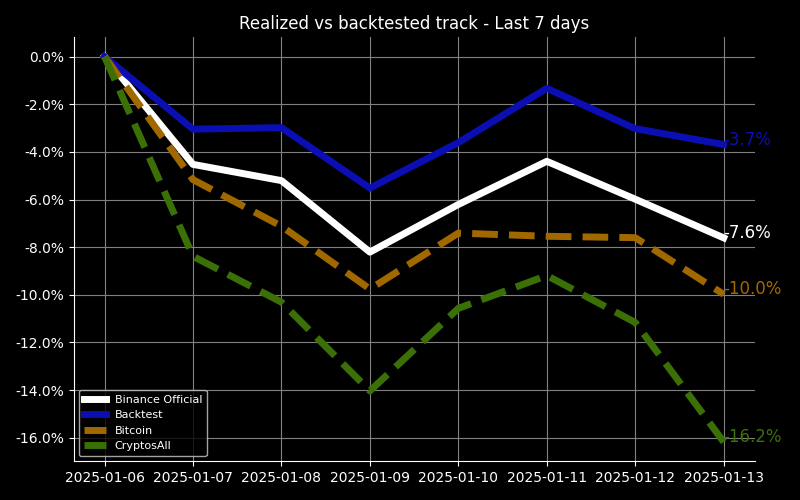 Realized vs backtested track - Last 7 days
0.0%
-2.0%
-4.0%
-6.0%
-8.0%
-10.0%
-12.0%
-14.0%
-16.0%
-3.7%
-7.6%
-10.0%
-16.2%
Binance Official
Backtest
Bitcoin
CryptosAll
2025-01-06 2025-01-07 2025-01-08 2025-01-09 2025-01-10 2025-01-11 2025-01-12 2025-01-13